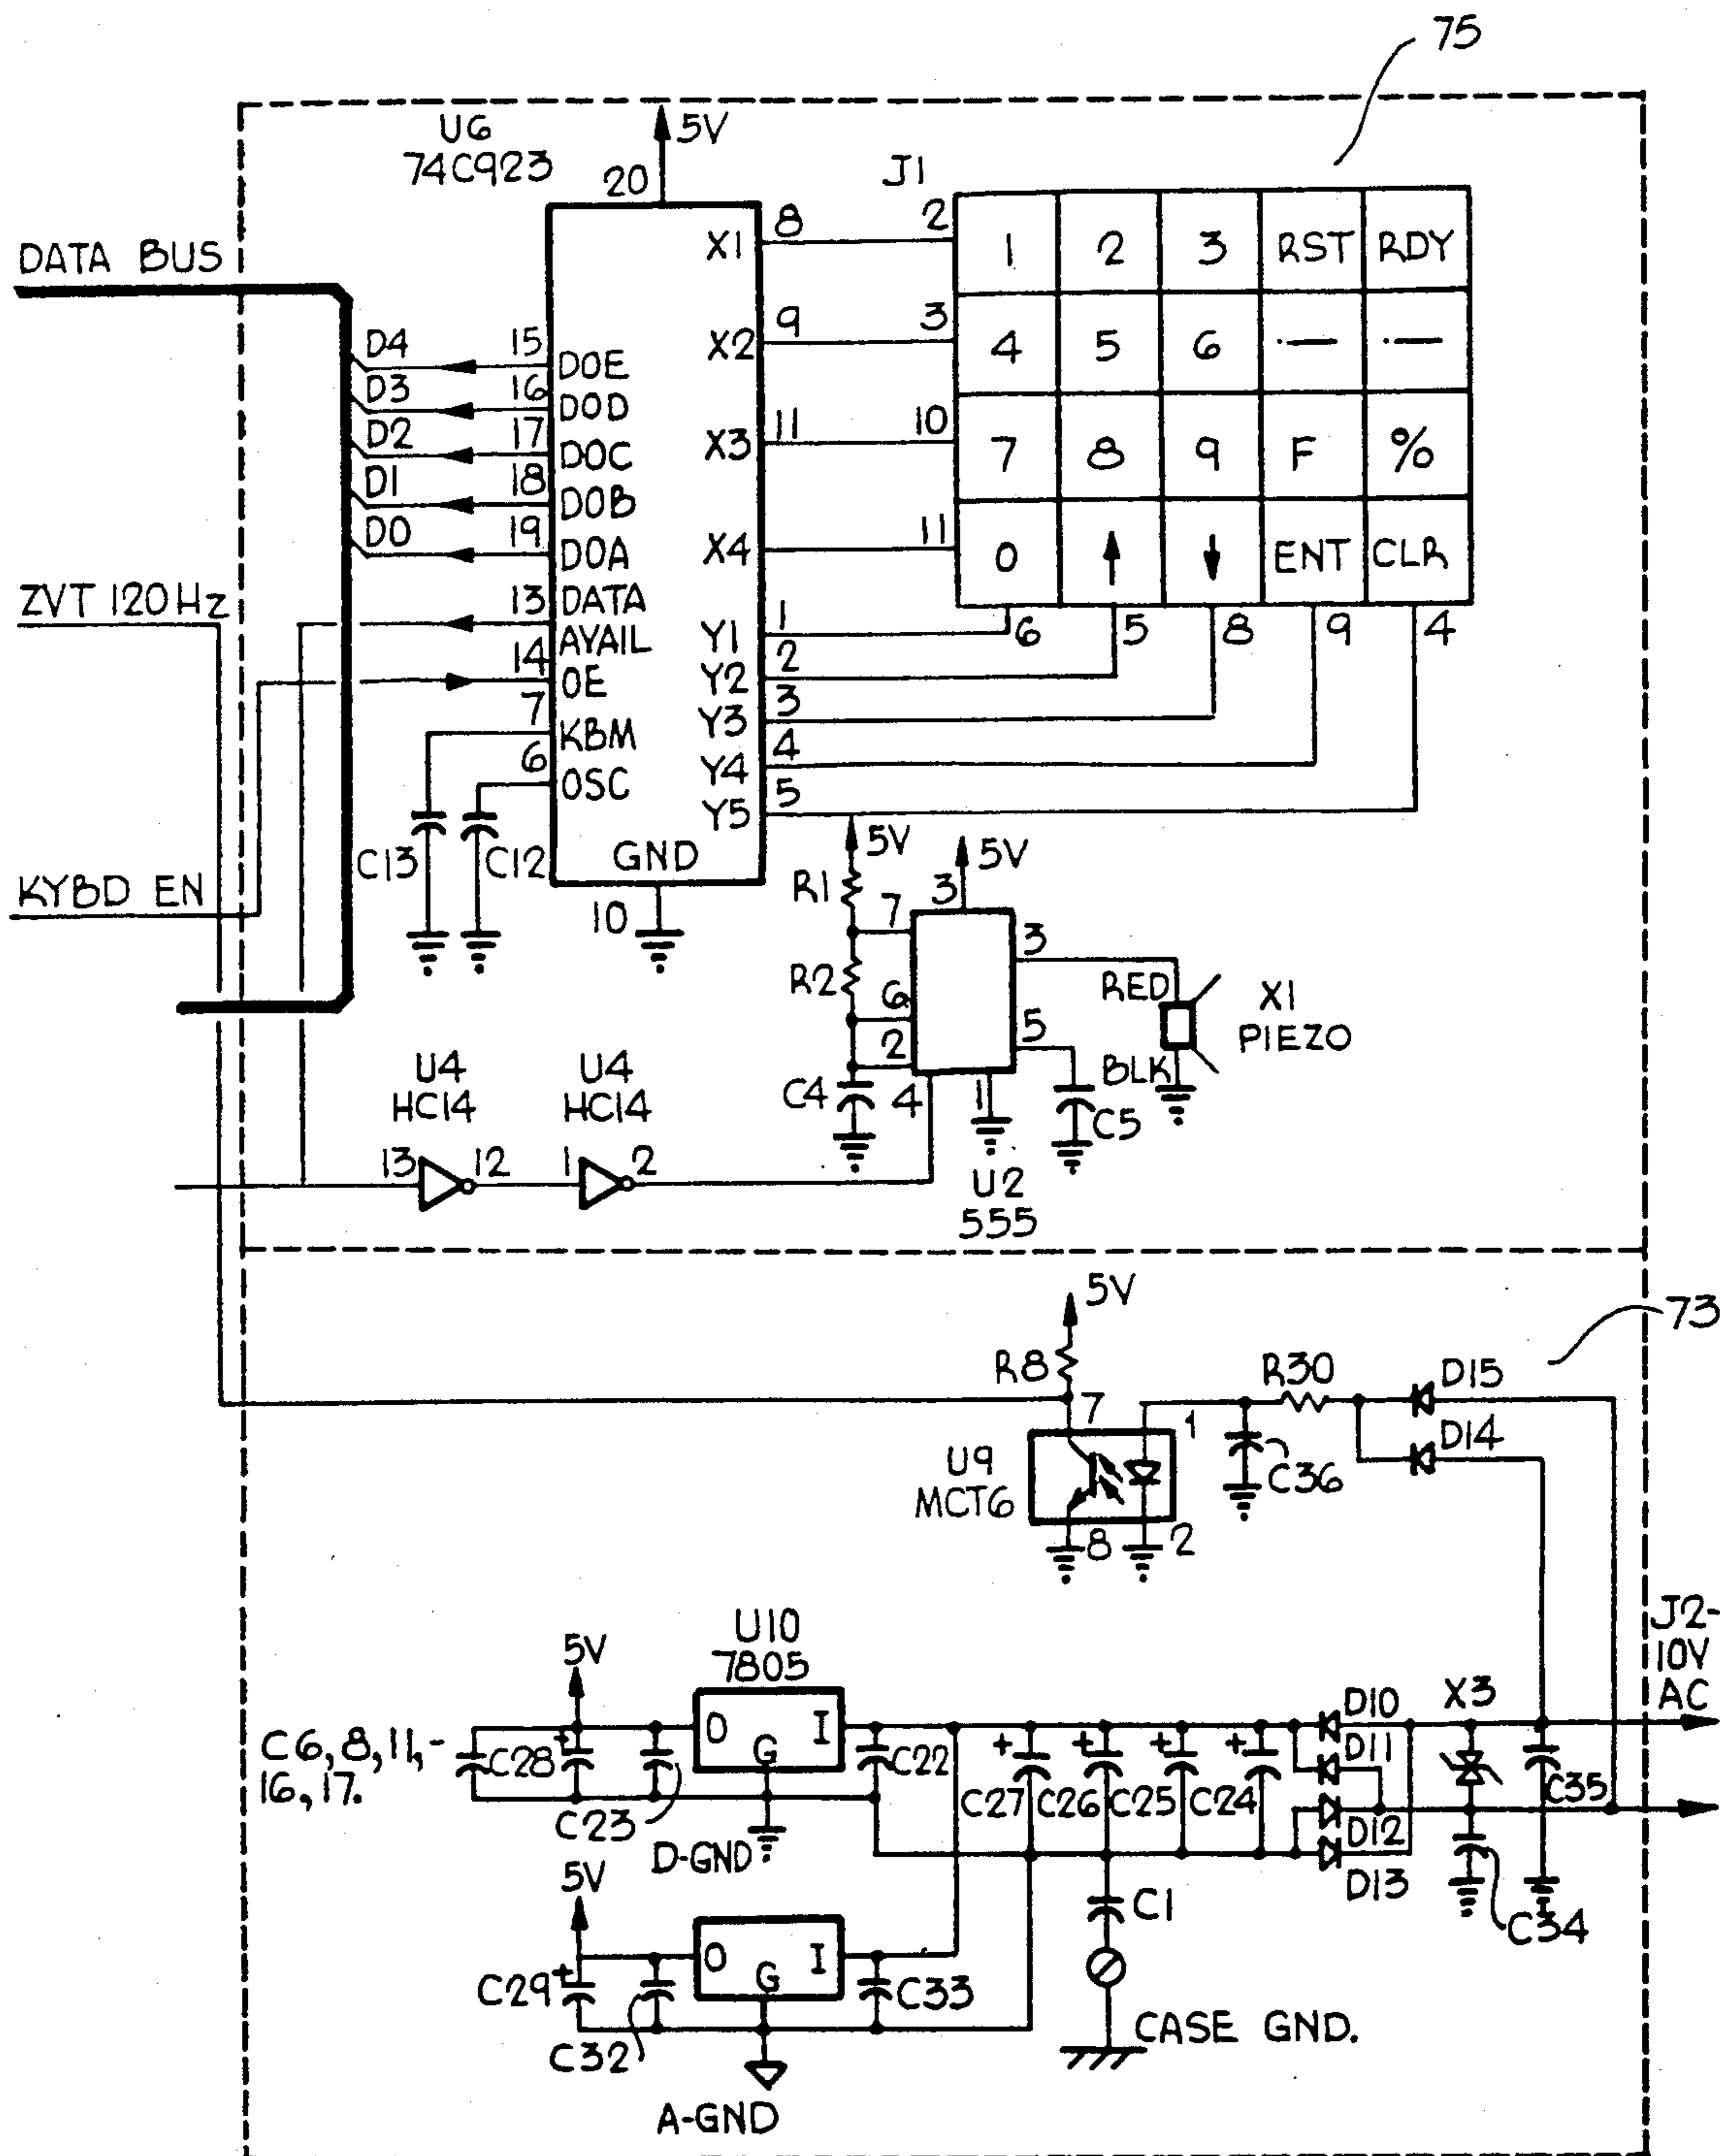 75
U6
74C923
5V
20
J1
DATA BUS
X1 8 2
1 2 3 RST RDY
X2 9 3
4 5 6 ·— ·—
X3 11 10
7 8 9 F %
X4 11
0 ↑ ↓ ENT CLR
D4 15 DOE
D3 16 DOD
D2 17 DOC
D1 18 DOB
D0 19 DOA
ZVT 120Hz
13 DATA
AVAIL
14 OE
7 KBM
6 OSC
Y1 1 6
Y2 2 5
Y3 3 8
Y4 4 9
Y5 5 4
GND
10
C13
C12
KYBD EN
5V
5V
R1
7
3
3
R2
6
2
5
RED
BLK
X1
PIEZO
C4
4
1
C5
U2
555
U4
HC14
U4
HC14
13 12
1 2
73
5V
R8
R30
D15
D14
7
1
U9
MCT6
C36
8
2
J2-
10V
AC
U10
7805
5V
O I
G
D10
X3
D11
C6,8,11,-
16,17.
C28
C22
C27
C26
C25
C24
C35
C23
D12
D-GND
D13
5V
O I
G
C1
C34
C29
C33
C32
CASE GND.
A-GND
+
+
+
+
+
+